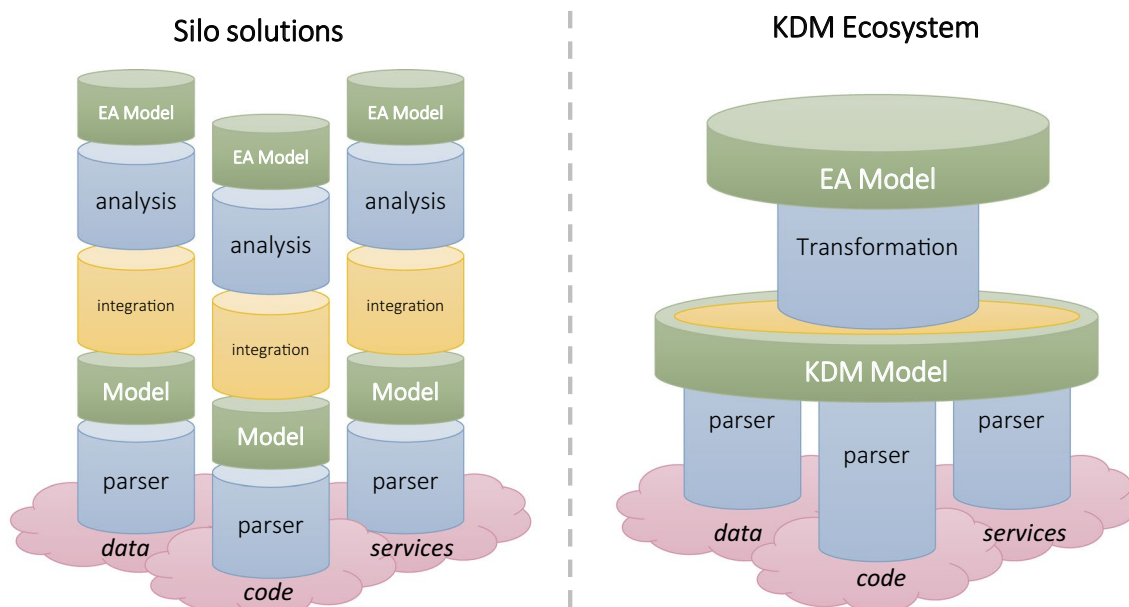 Silo solutions
EA Model
analysis
integration
Model
parser
data
EA Model
analysis
integration
Model
parser
code
EA Model
analysis
integration
Model
parser
services
KDM Ecosystem
EA Model
Transformation
KDM Model
parser
parser
parser
data
code
services